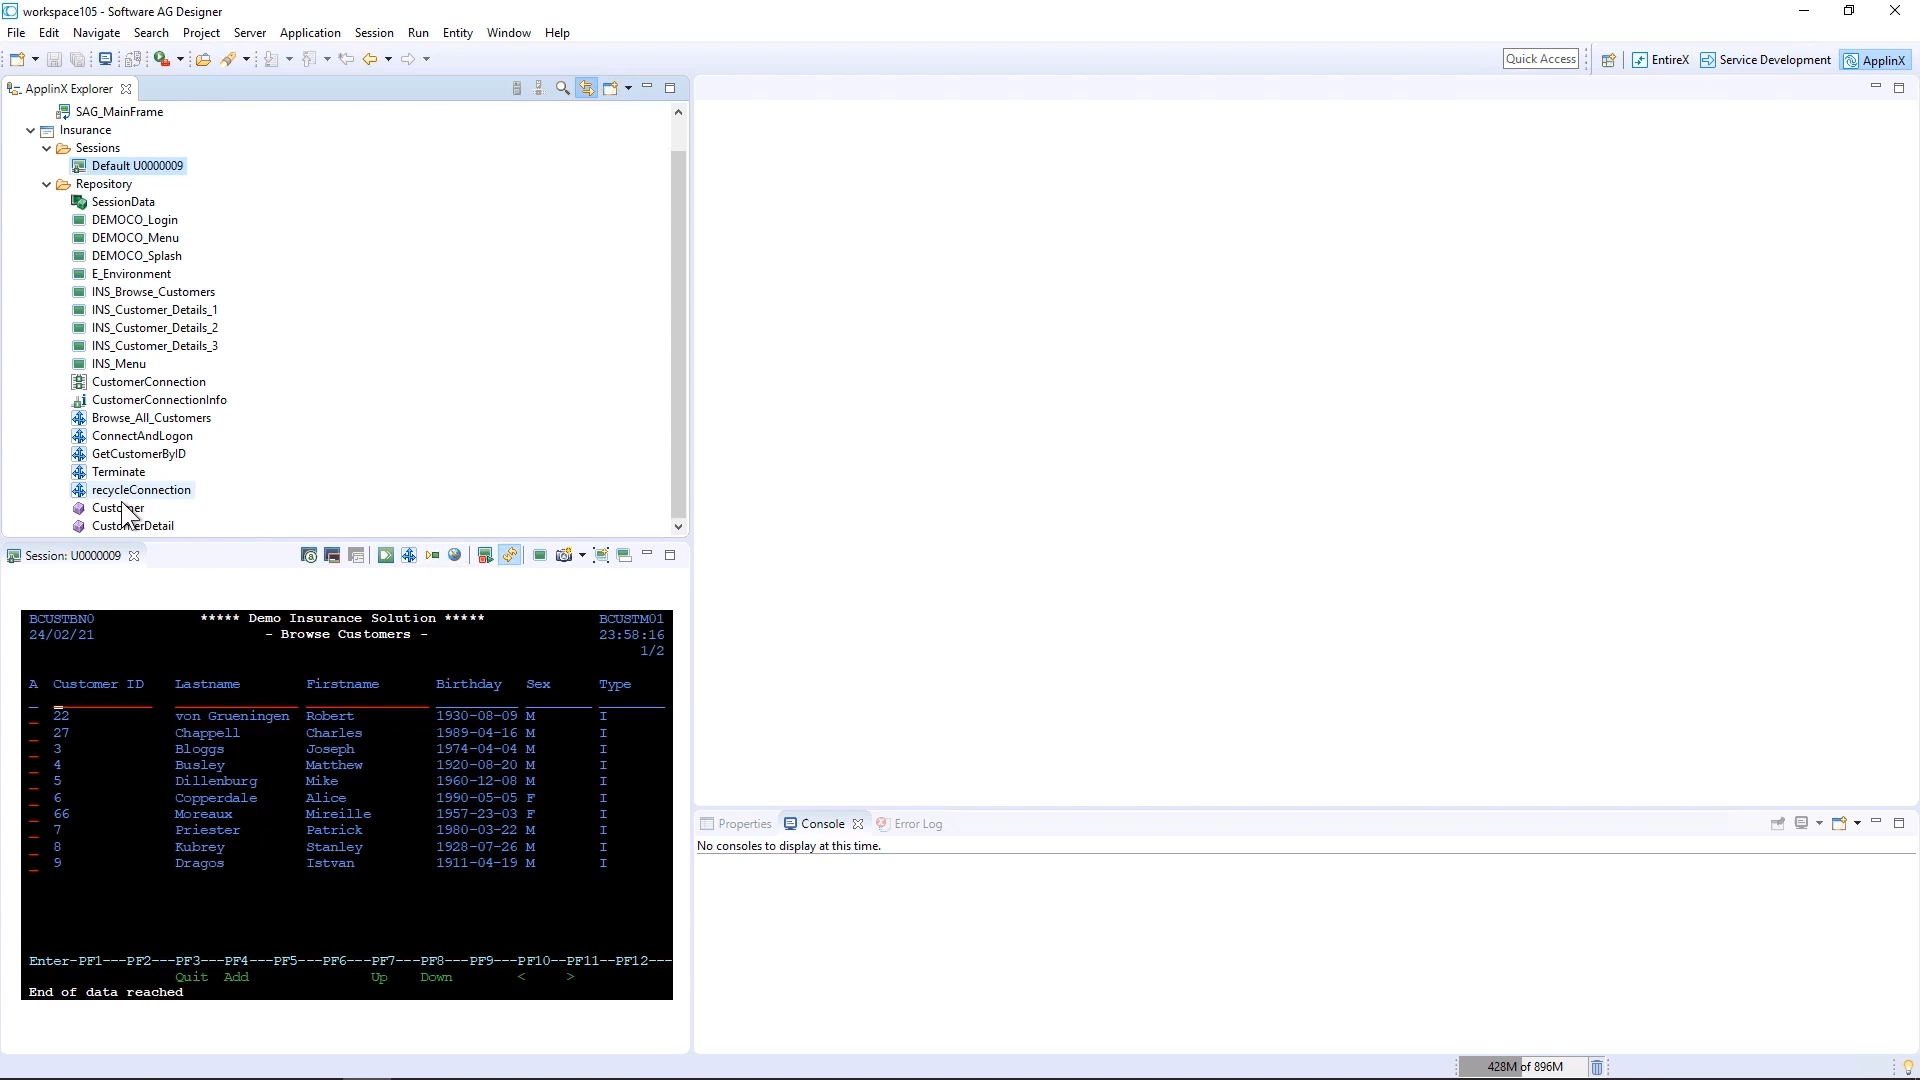 workspace105 - Software AG Designer
File Edit Navigate Search Project Server Application Session Run Entity Window Help
Quick Access EntireX Service Development ApplinX
ApplinX Explorer
SAG_MainFrame
Insurance
Sessions
Default U0000009
Repository
SessionData
DEMOCO_Login
DEMOCO_Menu
DEMOCO_Splash
E_Environment
INS_Browse_Customers
INS_Customer_Details_1
INS_Customer_Details_2
INS_Customer_Details_3
INS_Menu
CustomerConnection
CustomerConnectionInfo
Browse_All_Customers
ConnectAndLogon
GetCustomerByID
Terminate
recycleConnection
Customer
CustomerDetail
Session: U0000009
BCUSTBN0 ***** Demo Insurance Solution ***** BCUSTM01
24/02/21 - Browse Customers - 23:58:16
1/2
A Customer ID Lastname Firstname Birthday Sex Type
22 von Grueningen Robert 1930-08-09 M I
27 Chappell Charles 1989-04-16 M I
3 Bloggs Joseph 1974-04-04 M I
4 Busley Matthew 1920-08-20 M I
5 Dillenburg Mike 1960-12-08 M I
6 Copperdale Alice 1990-05-05 F I
66 Moreaux Mireille 1957-23-03 F I
7 Priester Patrick 1980-03-22 M I
8 Kubrey Stanley 1928-07-26 M I
9 Dragos Istvan 1911-04-19 M I
Enter-PF1---PF2---PF3---PF4---PF5---PF6---PF7---PF8---PF9---PF10--PF11--PF12---
Quit Add Up Down < >
End of data reached
Properties Console Error Log
No consoles to display at this time.
428M of 896M